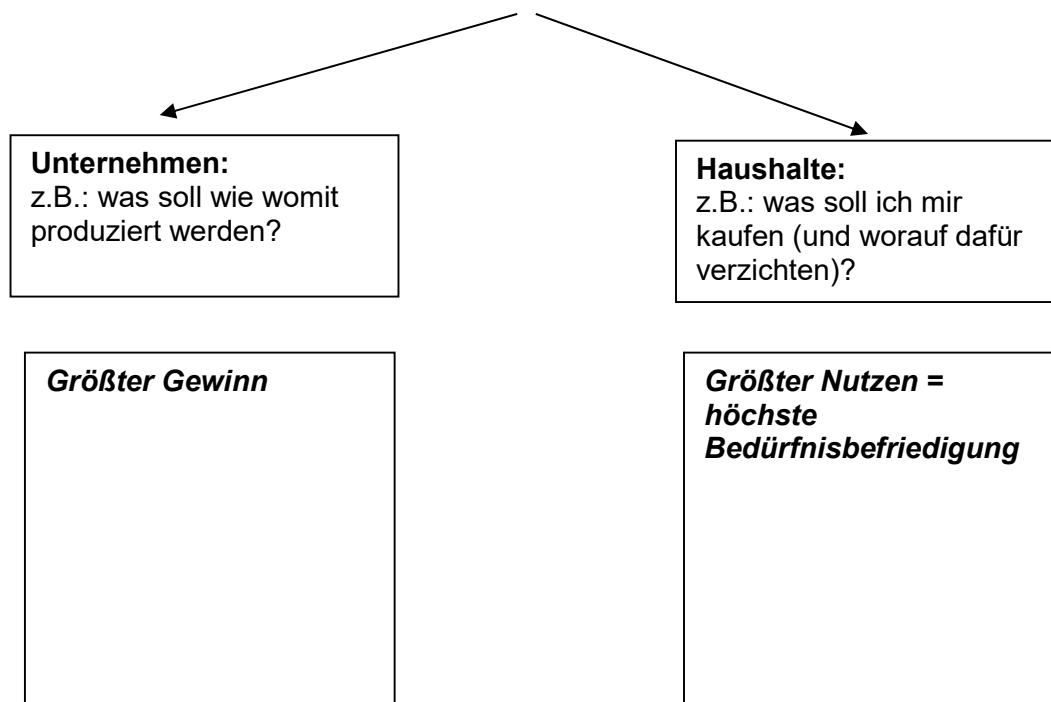 Unternehmen:
z.B.: was soll wie womit
produziert werden?
Haushalte:
z.B.: was soll ich mir
kaufen (und worauf dafür
verzichten)?
Größter Gewinn
Größter Nutzen =
höchste
Bedürfnisbefriedigung